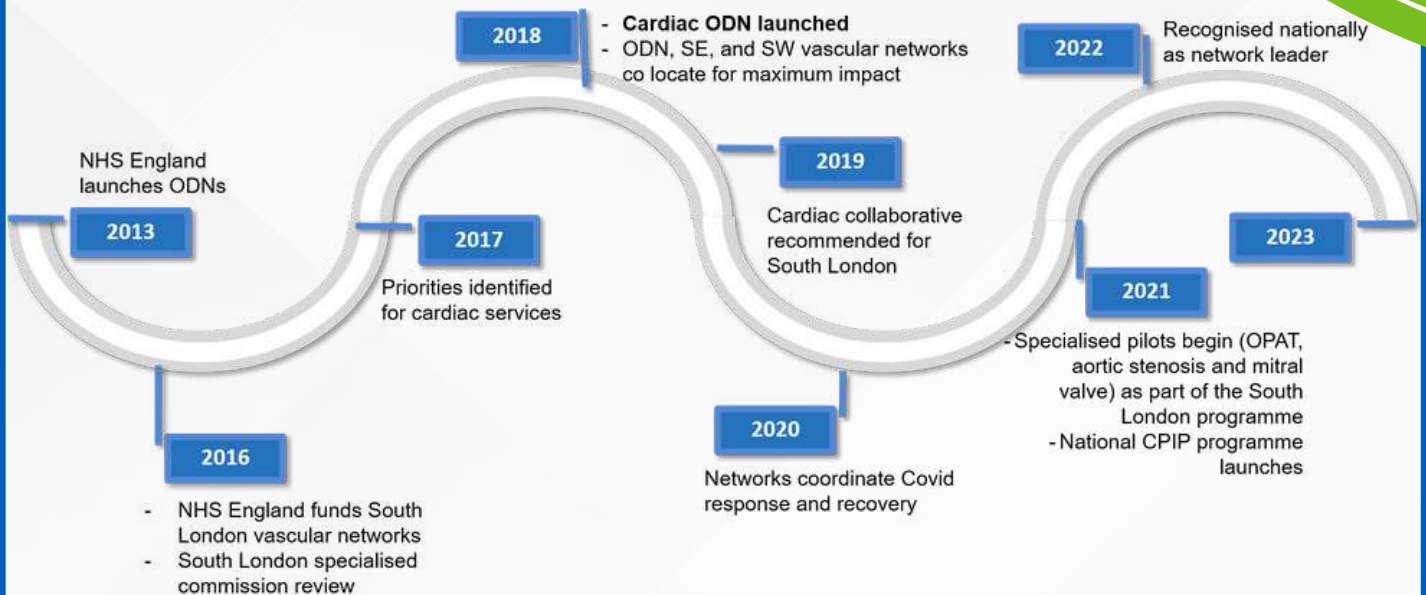 2013
NHS England
launches ODNs
2016
- NHS England funds South
London vascular networks
- South London specialised
commission review
2017
Priorities identified
for cardiac services
2018
- Cardiac ODN launched
- ODN, SE, and SW vascular networks
co locate for maximum impact
2019
Cardiac collaborative
recommended for
South London
2020
Networks coordinate Covid
response and recovery
2021
-Specialised pilots begin (OPAT,
aortic stenosis and mitral
valve) as part of the South
London programme
-National CPIP programme
launches
2022
Recognised nationally
as network leader
2023